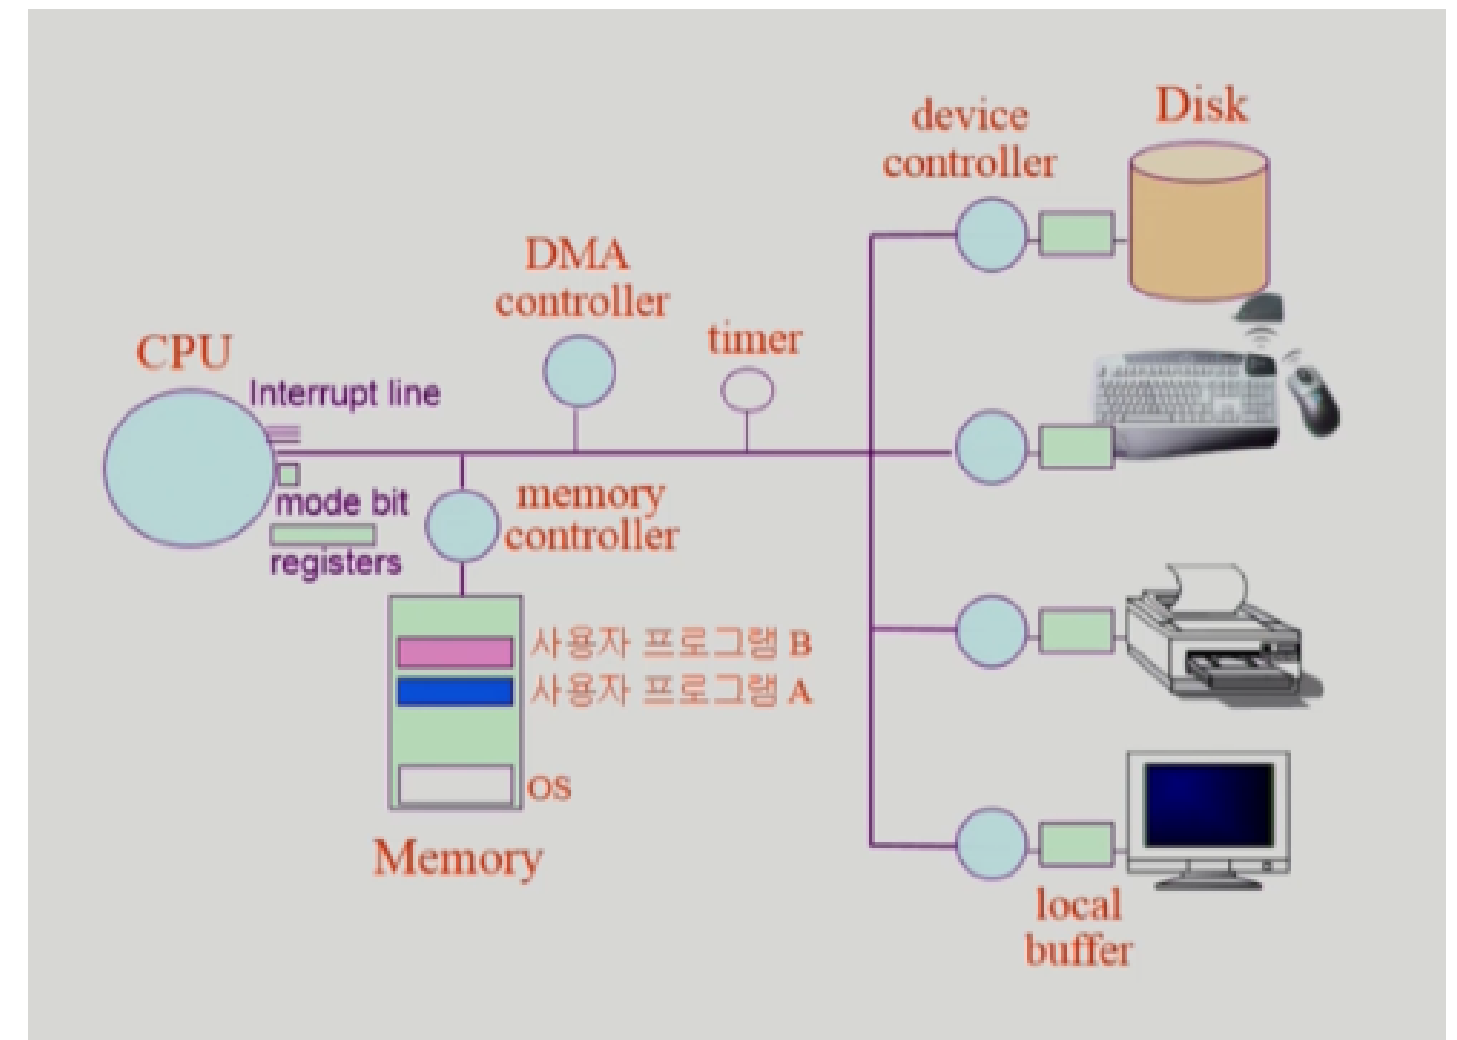 device
controller
Disk
DMA
controller
timer
CPU
Interrupt line
mode bit
registers
memory
controller
사용자 프로그램 B
사용자 프로그램 A
OS
Memory
local
buffer